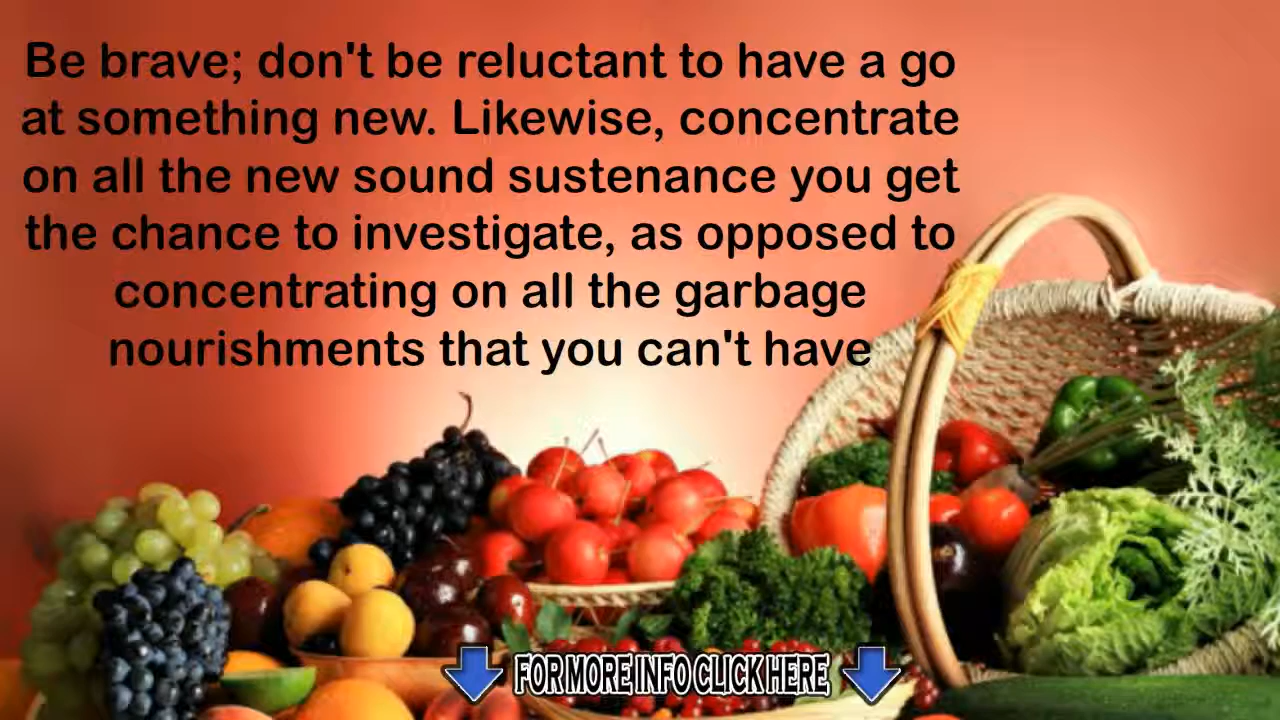 Be brave; don't be reluctant to have a go
at something new. Likewise, concentrate
on all the new sound sustenance you get
the chance to investigate, as opposed to
concentrating on all the garbage
nourishments that you can't have
FOR MORE INFO CLICK HERE